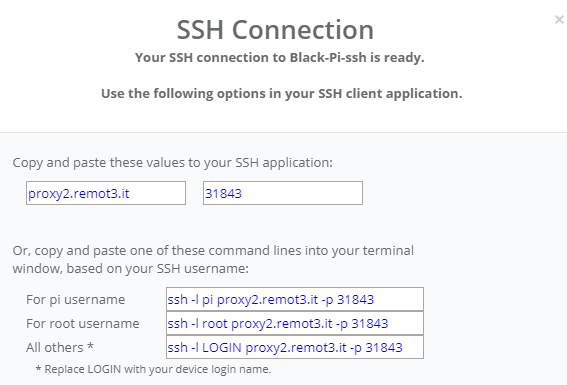 SSH Connection
×
Your SSH connection to Black-Pi-ssh is ready.
Use the following options in your SSH client application.
Copy and paste these values to your SSH application:
proxy2.remot3.it 31843
Or, copy and paste one of these command lines into your terminal
window, based on your SSH username:
For pi username ssh -l pi proxy2.remot3.it -p 31843
For root username ssh -l root proxy2.remot3.it -p 31843
All others * ssh -l LOGIN proxy2.remot3.it -p 31843
* Replace LOGIN with your device login name.